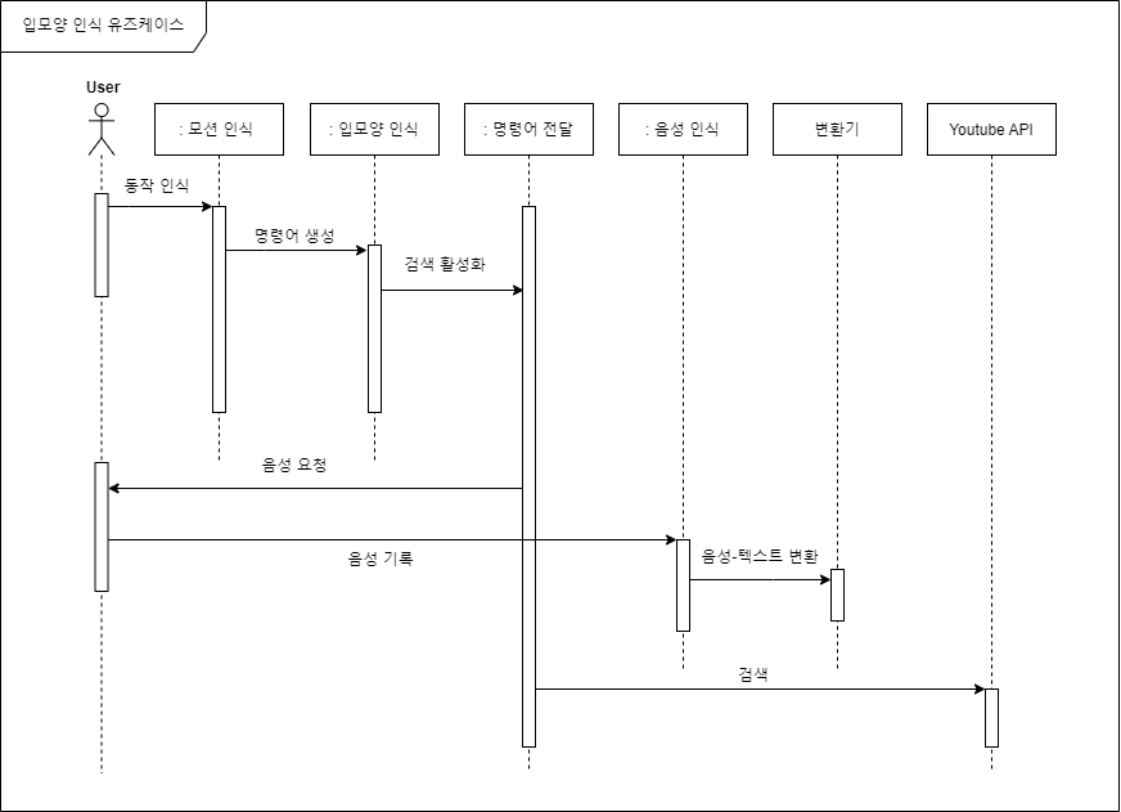 입모양 인식 유즈케이스
User
: 모션 인식
: 입모양 인식
: 명령어 전달
: 음성 인식
변환기
Youtube API
동작 인식
명령어 생성
검색 활성화
음성 요청
음성 기록
음성-텍스트 변환
검색